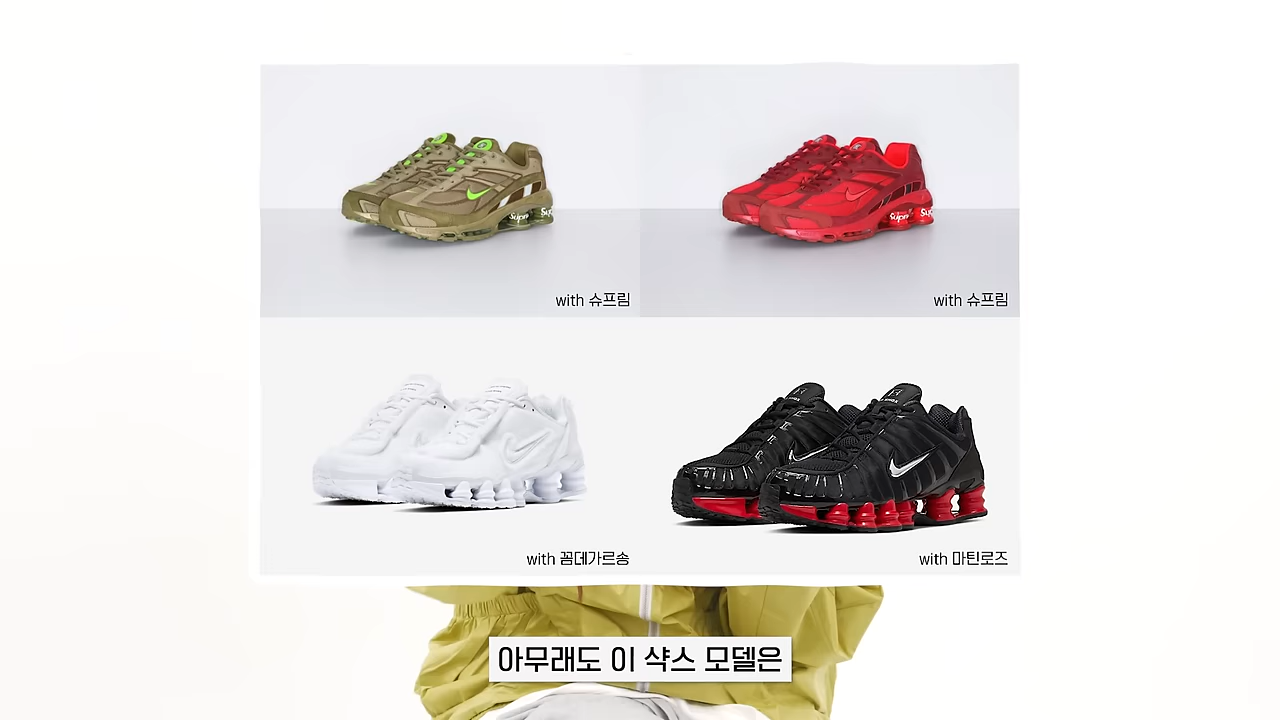 with 슈프림
with 슈프림
with 꼼데가르송
with 마틴로즈
아무래도 이 샥스 모델은